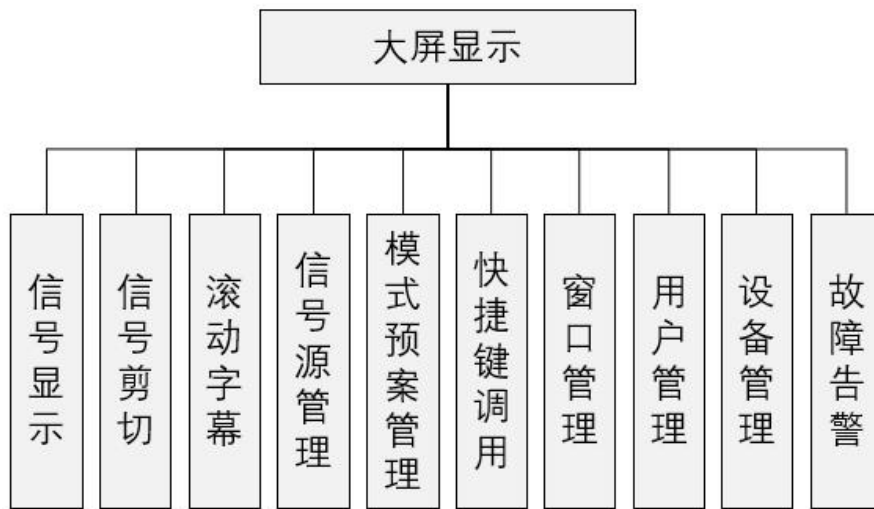 大屏显示
信号显示
信号剪切
滚动字幕
信号源管理
模式预案管理
快捷键调用
窗口管理
用户管理
设备管理
故障告警